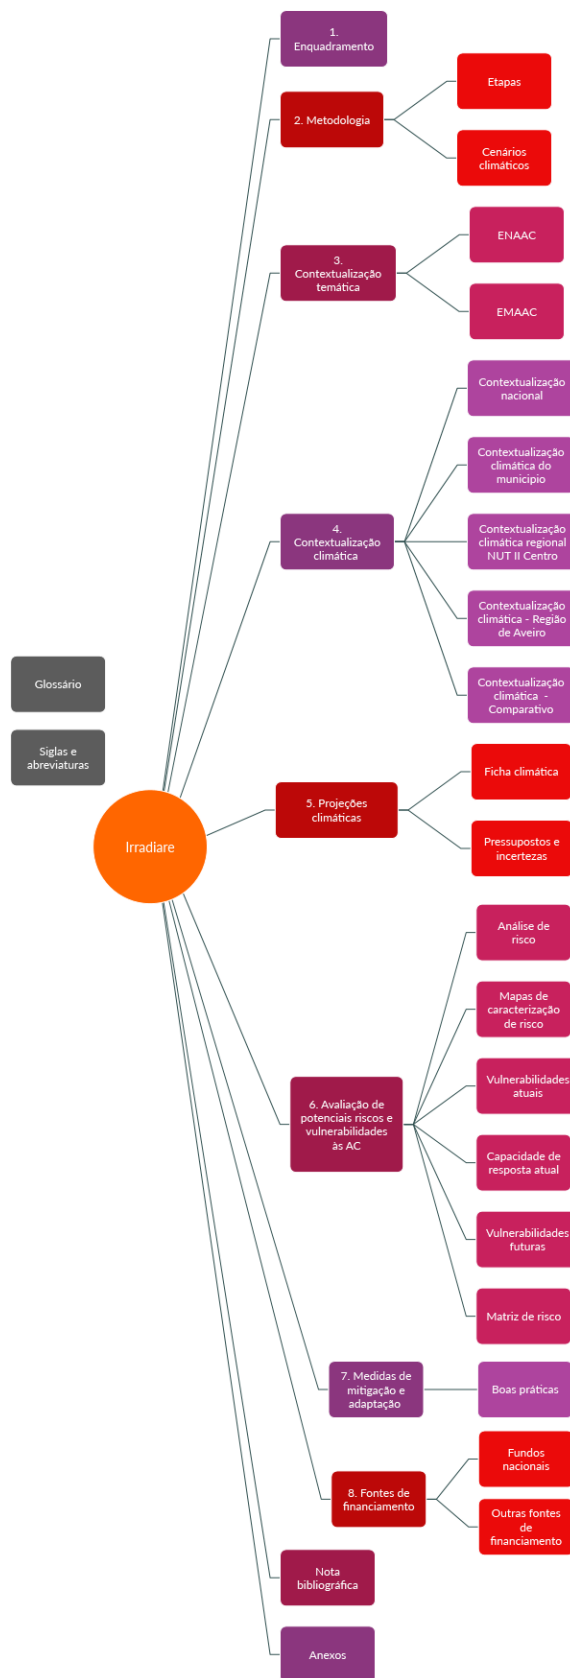 1.
Enquadramento
2. Metodologia
Etapas
Cenários
climáticos
3.
Contextualização
temática
ENAAC
EMAAC
4.
Contextualização
climática
Contextualização
nacional
Contextualização
climática do
municipio
Contextualização
climática regional
NUT II Centro
Contextualização
climática - Região
de Aveiro
Contextualização
climática -
Comparativo
Glossário
Siglas e
abreviaturas
Irradiare
5. Projeções
climáticas
Ficha climática
Pressupostos e
incertezas
6. Avaliação de
potenciais riscos e
vulnerabilidades
às AC
Análise de
risco
Mapas de
caracterização
de risco
Vulnerabilidades
atuais
Capacidade de
resposta atual
Vulnerabilidades
futuras
Matriz de risco
7. Medidas de
mitigação e
adaptação
Boas práticas
8. Fontes de
financiamento
Fundos
nacionais
Outras fontes
de
financiamento
Nota
bibliográfica
Anexos